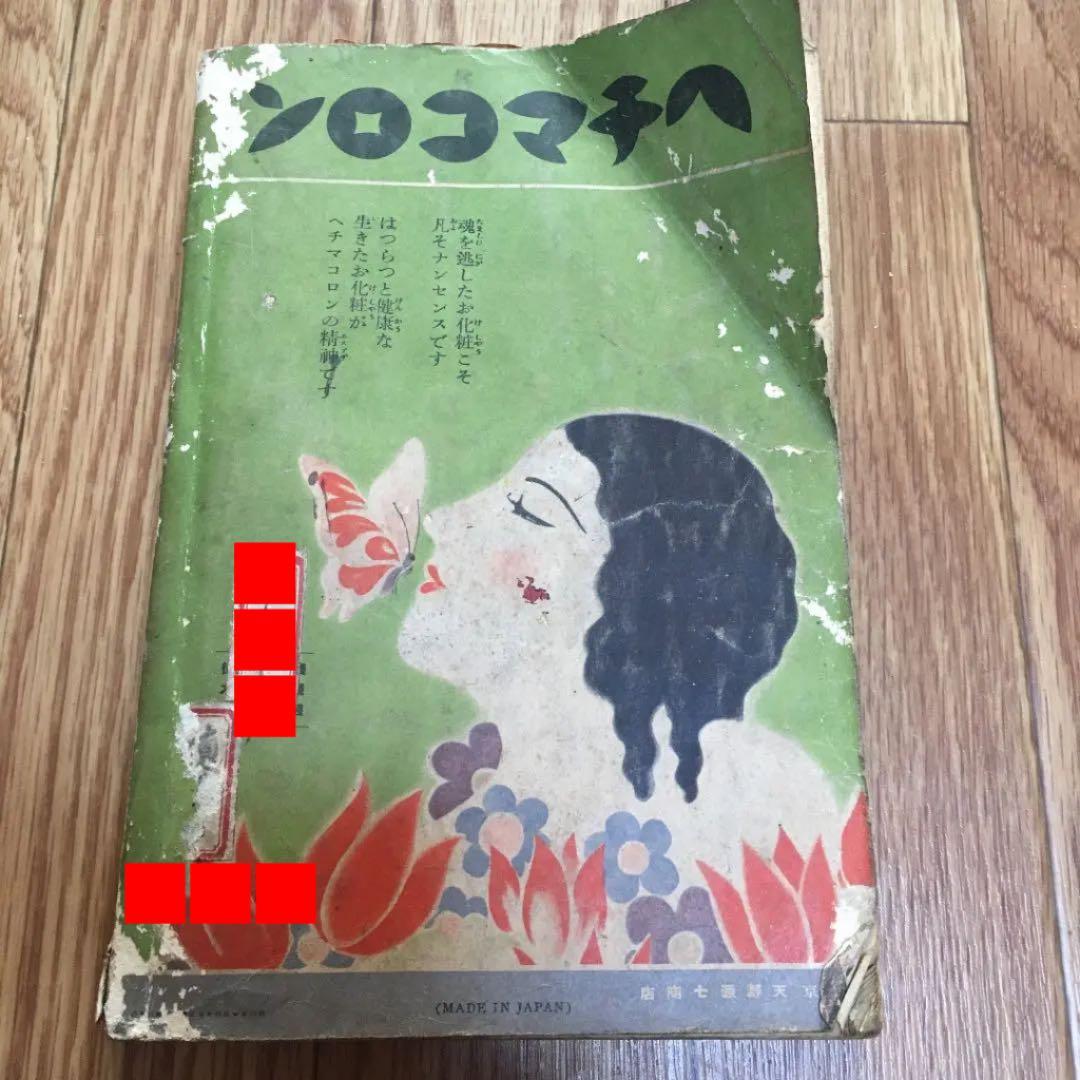 ヘチマコロン
魂を逃したお化粧こそ
凡そナンセンスです
はつらつと健康な
生きたお化粧が
ヘチマコロンの精神です
(MADE IN JAPAN)
京天野源七商店